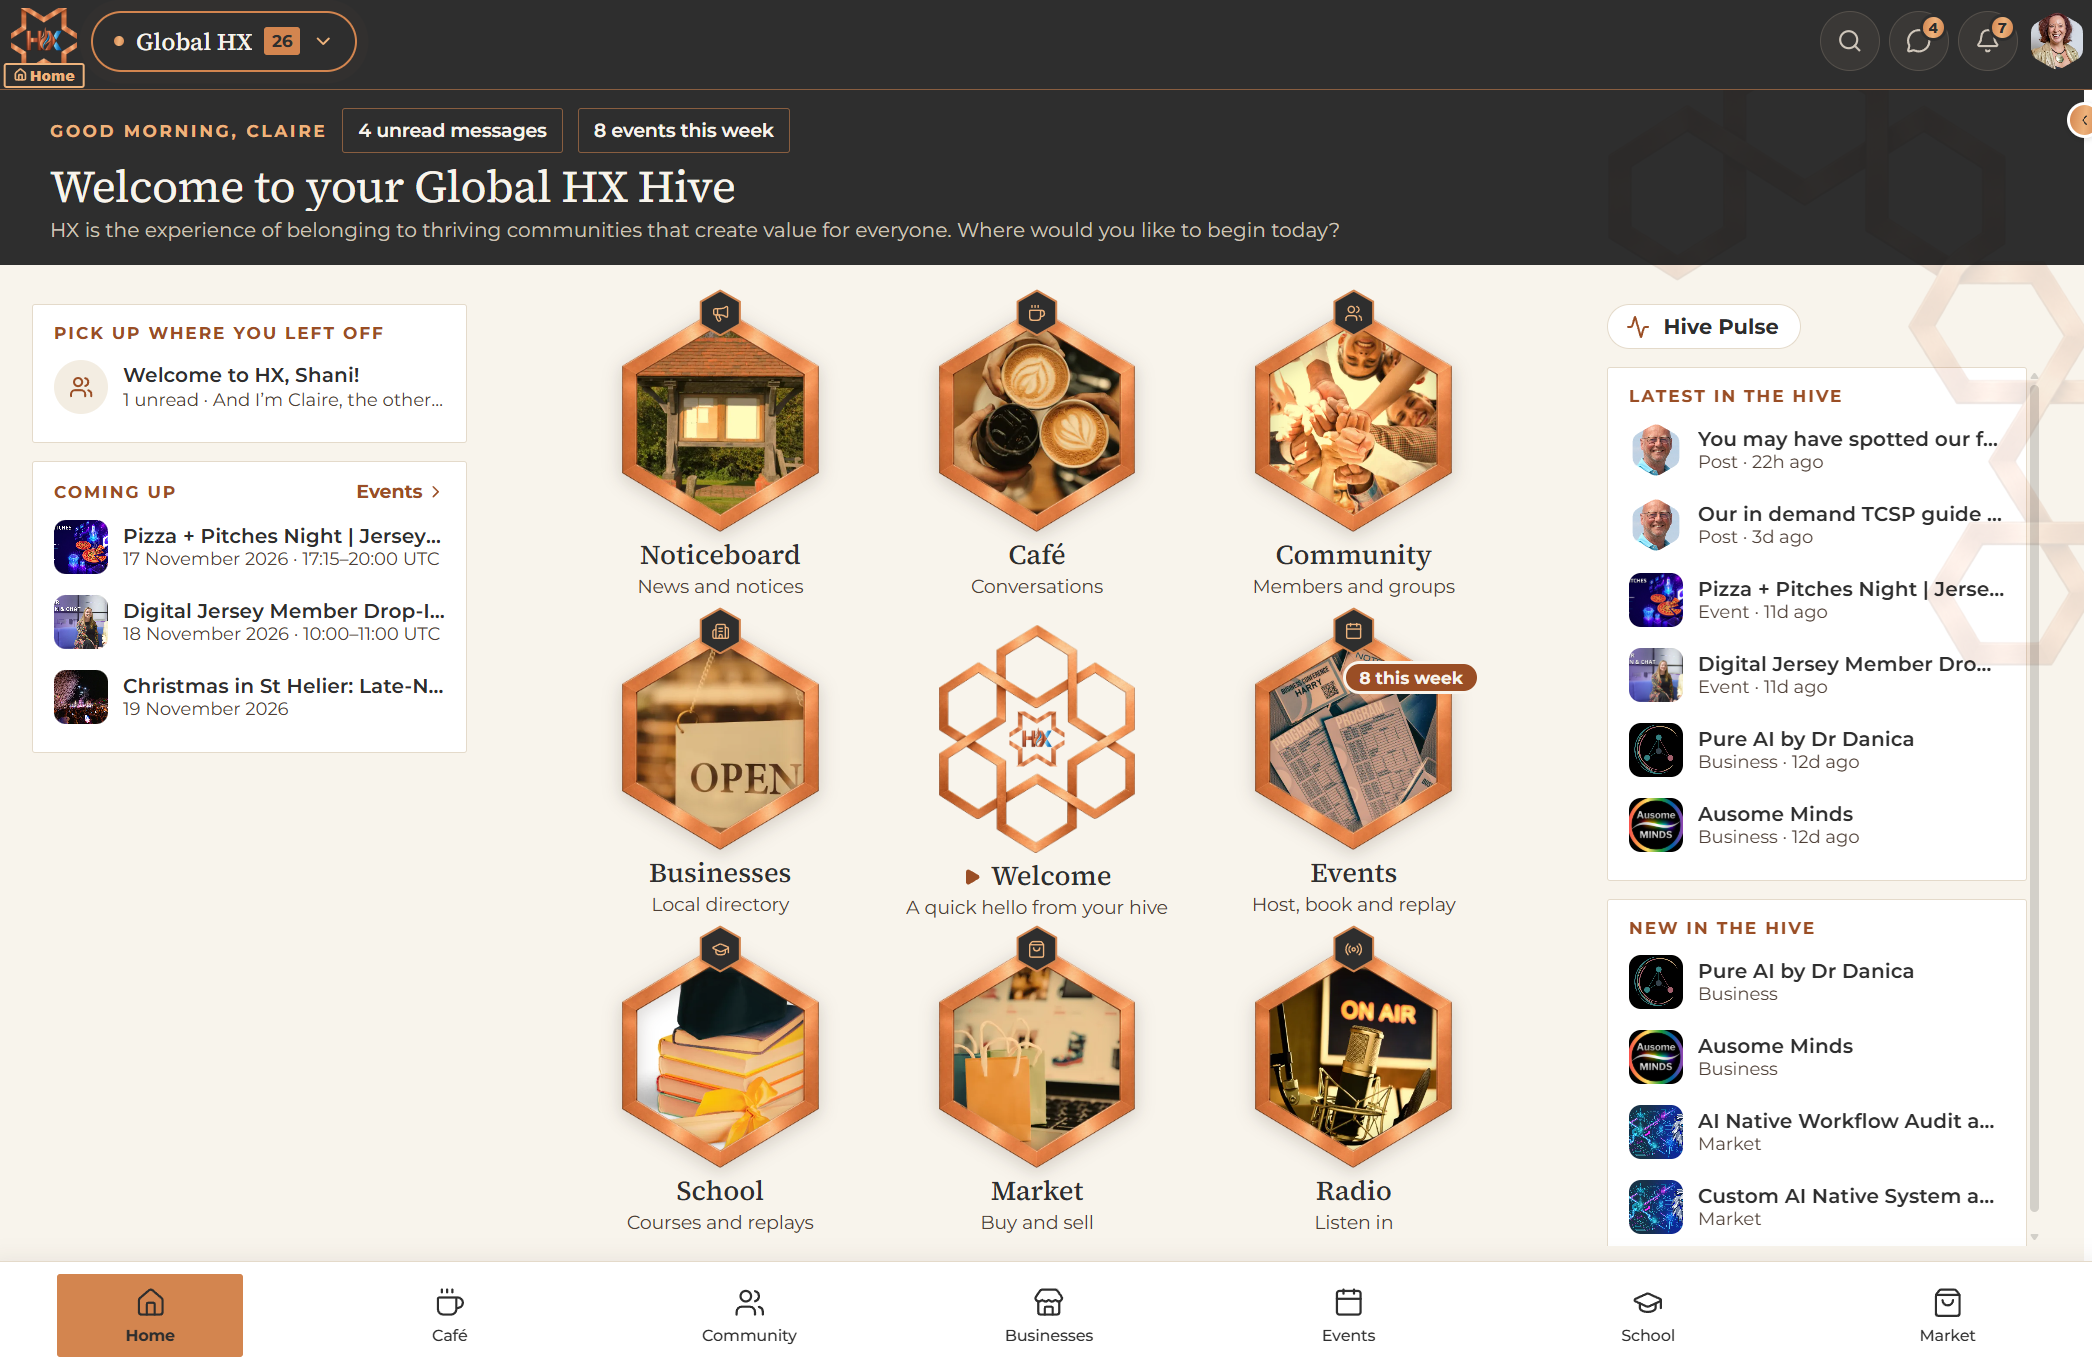 HX
Home
Global HX 26
4
7
GOOD MORNING, CLAIRE
4 unread messages
8 events this week
Welcome to your Global HX Hive
HX is the experience of belonging to thriving communities that create value for everyone. Where would you like to begin today?
PICK UP WHERE YOU LEFT OFF
Welcome to HX, Shani!
1 unread · And I'm Claire, the other...
COMING UP
Events
Pizza + Pitches Night | Jersey...
17 November 2026 · 17:15–20:00 UTC
Digital Jersey Member Drop-I...
18 November 2026 · 10:00–11:00 UTC
Christmas in St Helier: Late-N...
19 November 2026
Noticeboard
News and notices
Café
Conversations
Community
Members and groups
OPEN
Businesses
Local directory
HX
Welcome
A quick hello from your hive
8 this week
BUSINESS CONFERENCE
HARRY
PROGRAM
Events
Host, book and replay
School
Courses and replays
Market
Buy and sell
ON AIR
Radio
Listen in
Hive Pulse
LATEST IN THE HIVE
You may have spotted our f...
Post · 22h ago
Our in demand TCSP guide ...
Post · 3d ago
Pizza + Pitches Night | Jerse...
Event · 11d ago
Digital Jersey Member Dro...
Event · 11d ago
Pure AI by Dr Danica
Business · 12d ago
Ausome
MINDS
Ausome Minds
Business · 12d ago
NEW IN THE HIVE
Pure AI by Dr Danica
Business
Ausome
MINDS
Ausome Minds
Business
AI Native Workflow Audit a...
Market
Custom AI Native System a...
Market
Home
Café
Community
Businesses
Events
School
Market